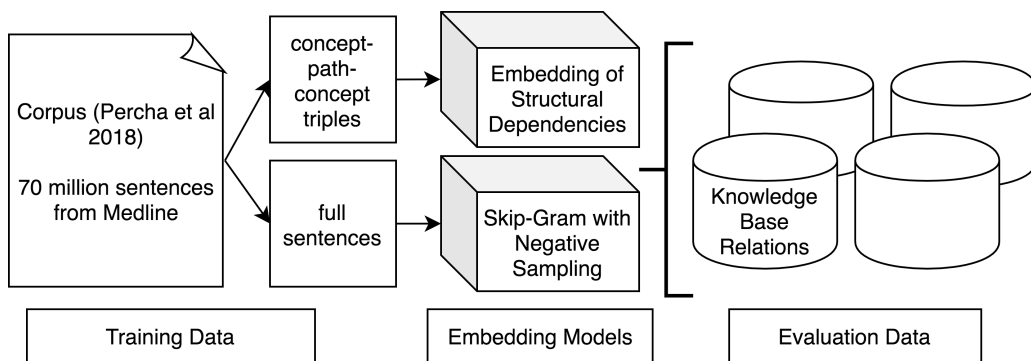 Corpus (Percha et al
2018)
70 million sentences
from Medline
concept-
path-
concept
triples
full
sentences
Embedding of
Structural
Dependencies
Skip-Gram with
Negative
Sampling
Knowledge
Base
Relations
Training Data
Embedding Models
Evaluation Data